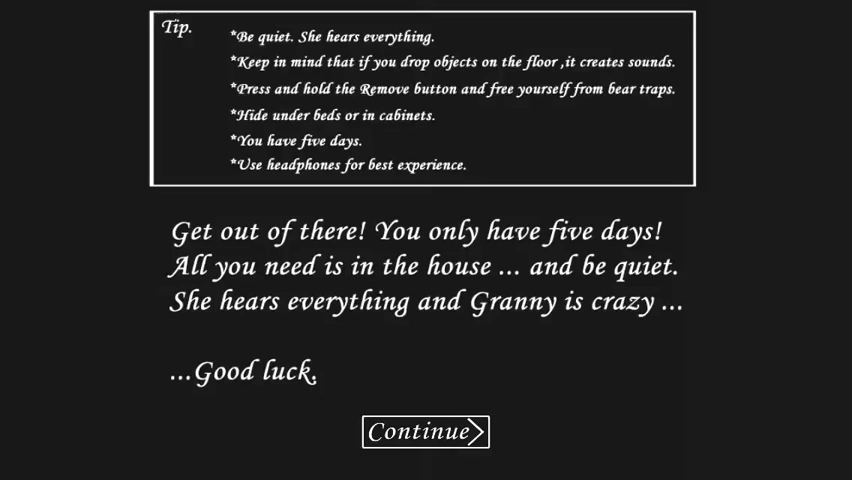 Tip.
*Be quiet. She hears everything.
*Keep in mind that if you drop objects on the floor ,it creates sounds.
*Press and hold the Remove button and free yourself from bear traps.
*Hide under beds or in cabinets.
*You have five days.
*Use headphones for best experience.
Get out of there! You only have five days!
All you need is in the house ... and be quiet.
She hears everything and Granny is crazy ...
...Good luck.
Continue>